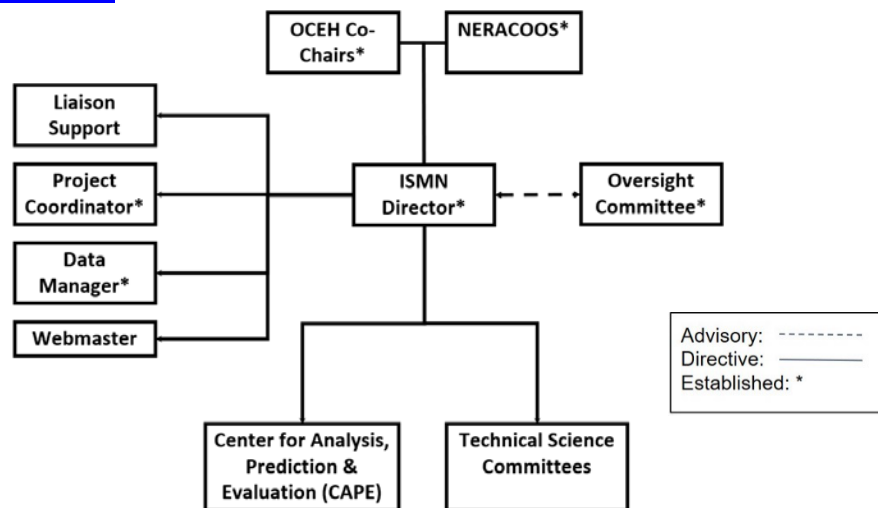 OCEH Co-
Chairs*
NERACOOS*
Liaison
Support
Project
Coordinator*
ISMN
Director*
Oversight
Committee*
Data
Manager*
Webmaster
Advisory:
Directive:
Established: *
Center for Analysis,
Prediction &
Evaluation (CAPE)
Technical Science
Committees